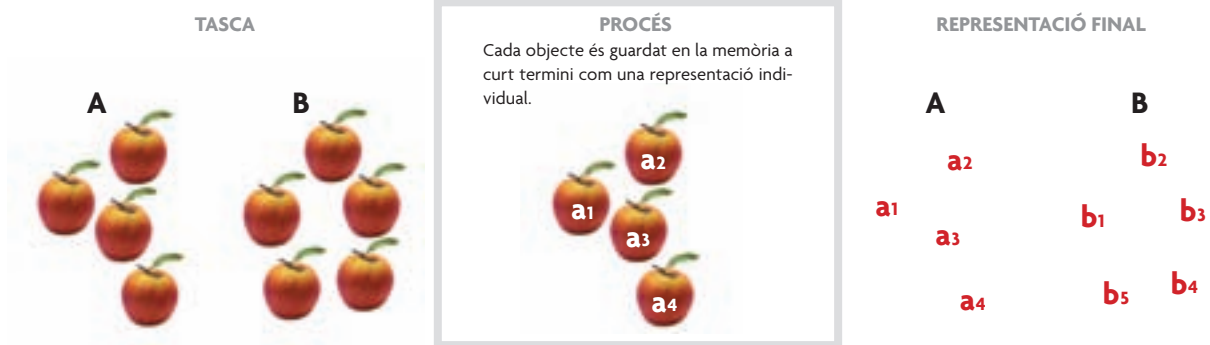 TASCA
A
B
PROCÉS
Cada objecte és guardat en la memòria a
curt termini com una representació indi-
vidual.
a2
a1
a3
a4
REPRESENTACIÓ FINAL
A
B
a2
a1
a3
a4
b2
b1
b3
b4
b5